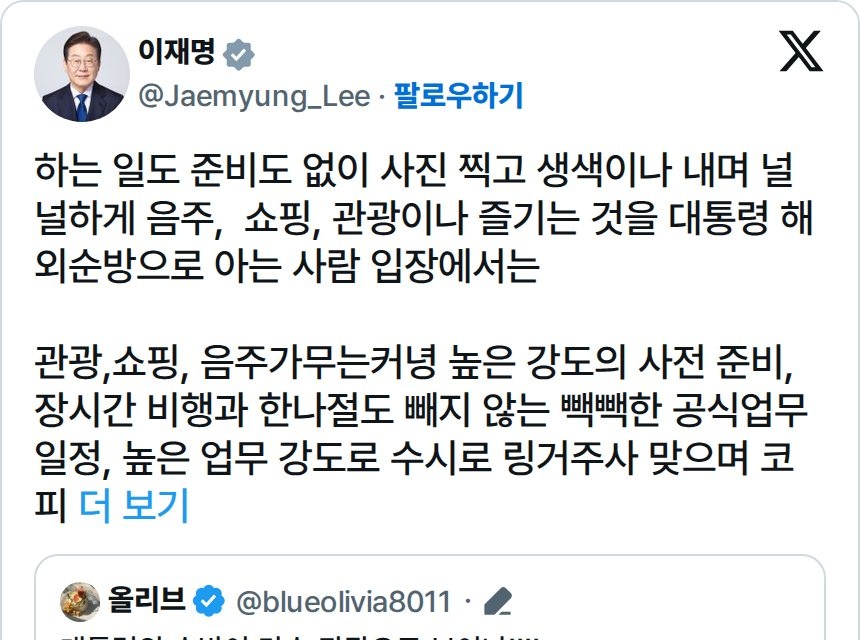 이재명
@Jaemyung_Lee · 팔로우하기
하는 일도 준비도 없이 사진 찍고 생색이나 내며 널
널하게 음주,  쇼핑, 관광이나 즐기는 것을 대통령 해
외순방으로 아는 사람 입장에서는
관광,쇼핑, 음주가무는커녕 높은 강도의 사전 준비,
장시간 비행과 한나절도 빼지 않는 빽빽한 공식업무
일정, 높은 업무 강도로 수시로 링거주사 맞으며 코
피 더 보기
올리브 @blueolivia8011 ·